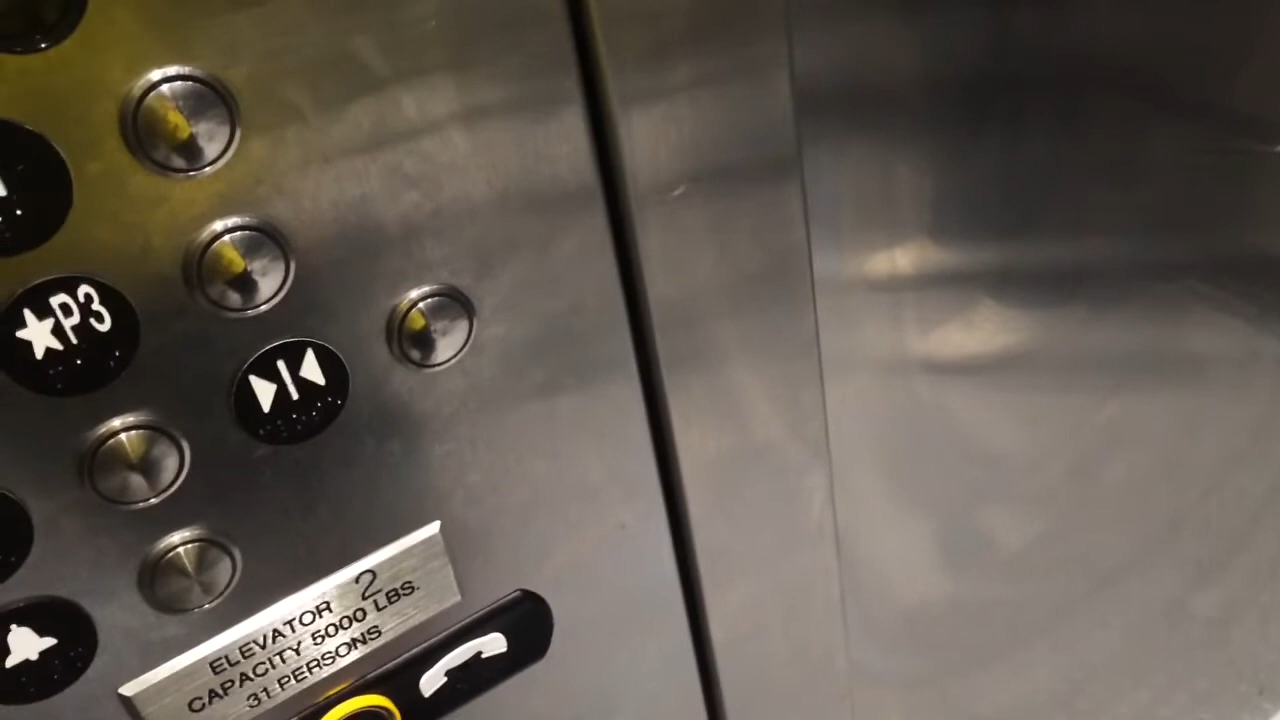 ★P3
ELEVATOR 2
CAPACITY 5000 LBS.
31 PERSONS